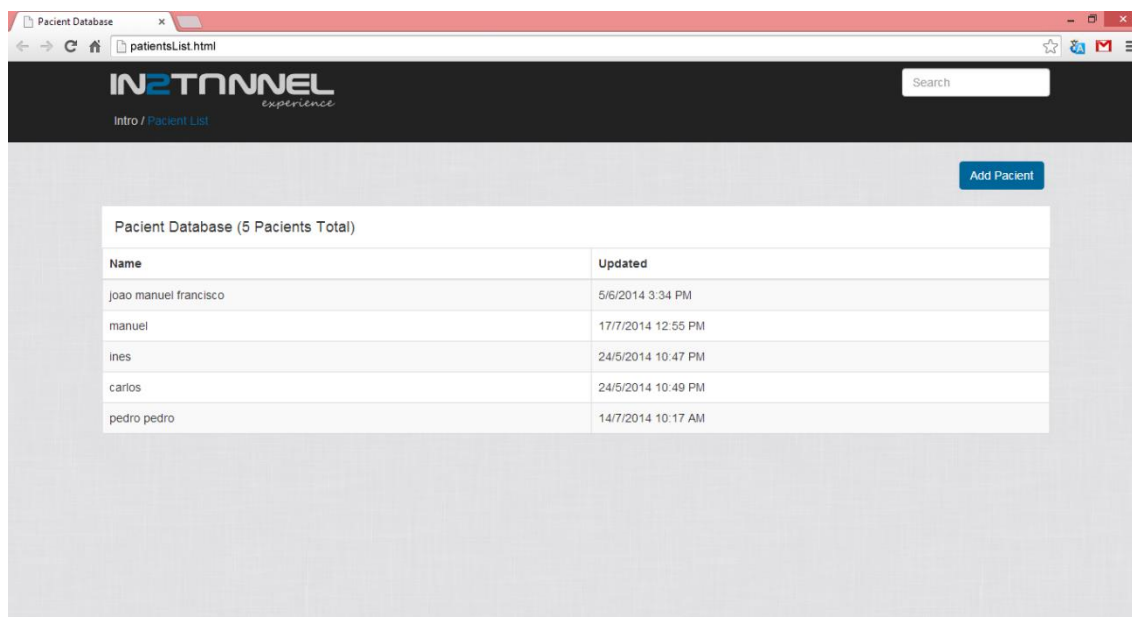 Pacient Database
patientsList.html
IN2TUNNEL
experience
Search
Intro / Pacient List
Add Pacient
Pacient Database (5 Pacients Total)
Name Updated
joao manuel francisco 5/6/2014 3:34 PM
manuel 17/7/2014 12:55 PM
ines 24/5/2014 10:47 PM
carlos 24/5/2014 10:49 PM
pedro pedro 14/7/2014 10:17 AM